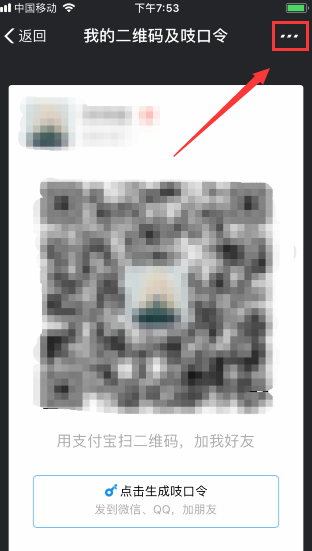 中国移动
下午7:53
返回
我的二维码及吱口令
用支付宝扫二维码，加我好友
点击生成吱口令
发到微信、QQ，加朋友